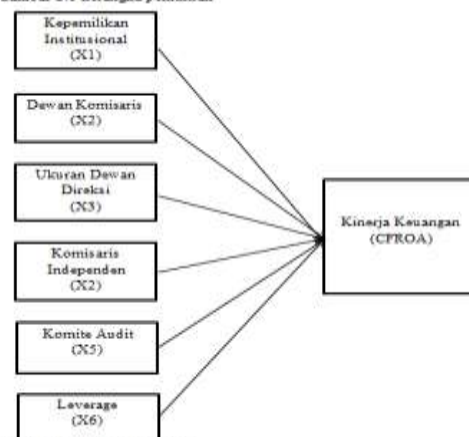 Kepemilikan
Institusional
(X1)
Dewan Komisaris
(X2)
Ukuran Dewan
Direksi
(X3)
Komisaris
Independen
(X2)
Komite Audit
(X5)
Leverage
(X6)
Kinerja Keuangan
(CFROA)